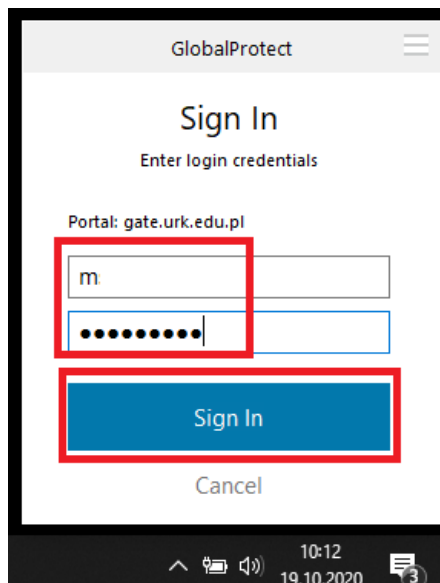 GlobalProtect
Sign In
Enter login credentials
Portal: gate.urk.edu.pl
m
●●●●●●●●●
Sign In
Cancel
10:12
19.10.2020
3